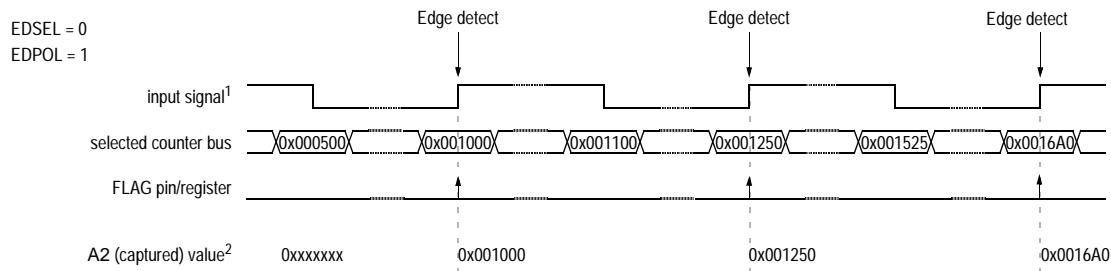 Edge detect Edge detect Edge detect
EDSEL = 0
EDPOL = 1
input signal1
selected counter bus 0x000500 0x001000 0x001100 0x001250 0x001525 0x0016A0
FLAG pin/register
A2 (captured) value2 0xxxxxxx 0x001000 0x001250 0x0016A0